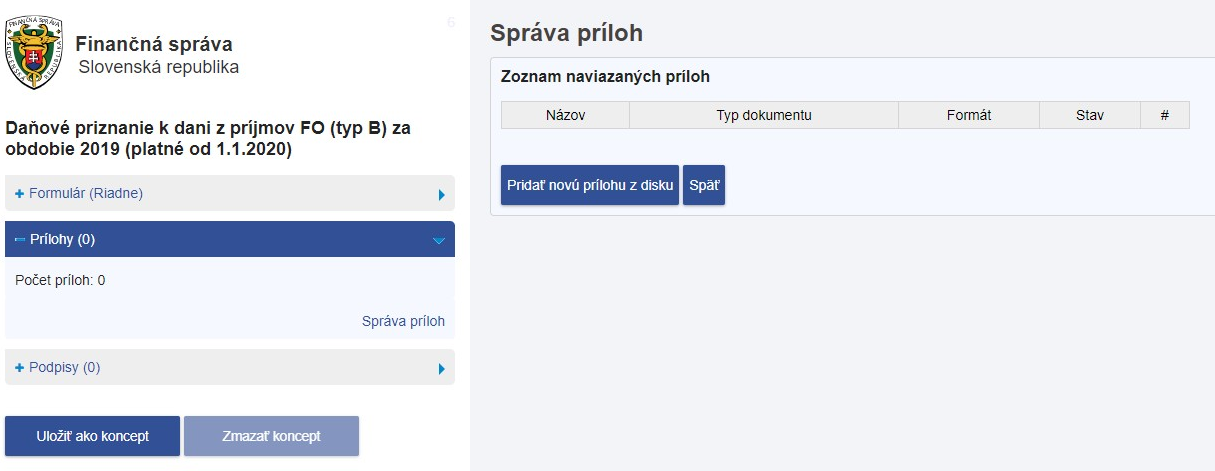 6
FINANČNÁ SPRÁVA
SLOVENSKÁ REPUBLIKA
Finančná správa
Slovenská republika
Daňové priznanie k dani z príjmov FO (typ B) za
obdobie 2019 (platné od 1.1.2020)
+ Formulár (Riadne)
Prílohy (0)
Počet príloh: 0
Správa príloh
+ Podpisy (0)
Uložiť ako koncept Zmazať koncept
Správa príloh
Zoznam naviazaných príloh
Názov Typ dokumentu Formát Stav #
Pridať novú prílohu z disku Späť